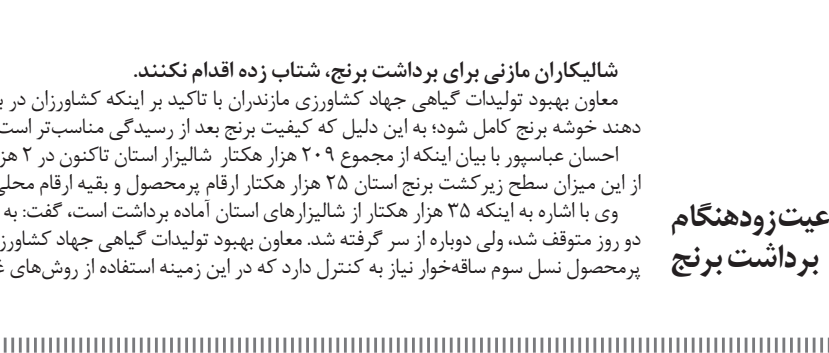 شالیکاران مازنی برای برداشت برنج، شتاب زده اقدام نکنند.
معاون بهبود تولیدات گیاهی جهاد کشاورزی مازندران با تاکید بر اینکه کشاورزان در
دهند خوشه برنج کامل شود؛ به این دلیل که کیفیت برنج بعد از رسیدگی مناسب‌تر است
احسان عباسپور با بیان اینکه از مجموع ۲۰۹ هزار هکتار شالیزار استان تاکنون در ۲
از این میزان سطح زیرکشت برنج استان ۲۵ هزار هکتار ارقام پرمحصول و بقیه ارقام محلی
وی با اشاره به اینکه ۳۵ هزار هکتار از شالیزارهای استان آماده برداشت است، گفت: به
دو روز متوقف شد، ولی دوباره از سر گرفته شد. معاون بهبود تولیدات گیاهی جهاد
پرمحصول نسل سوم ساقه‌خوار نیاز به کنترل دارد که در این زمینه استفاده از روش‌های
زودهنگام
برداشت برنج